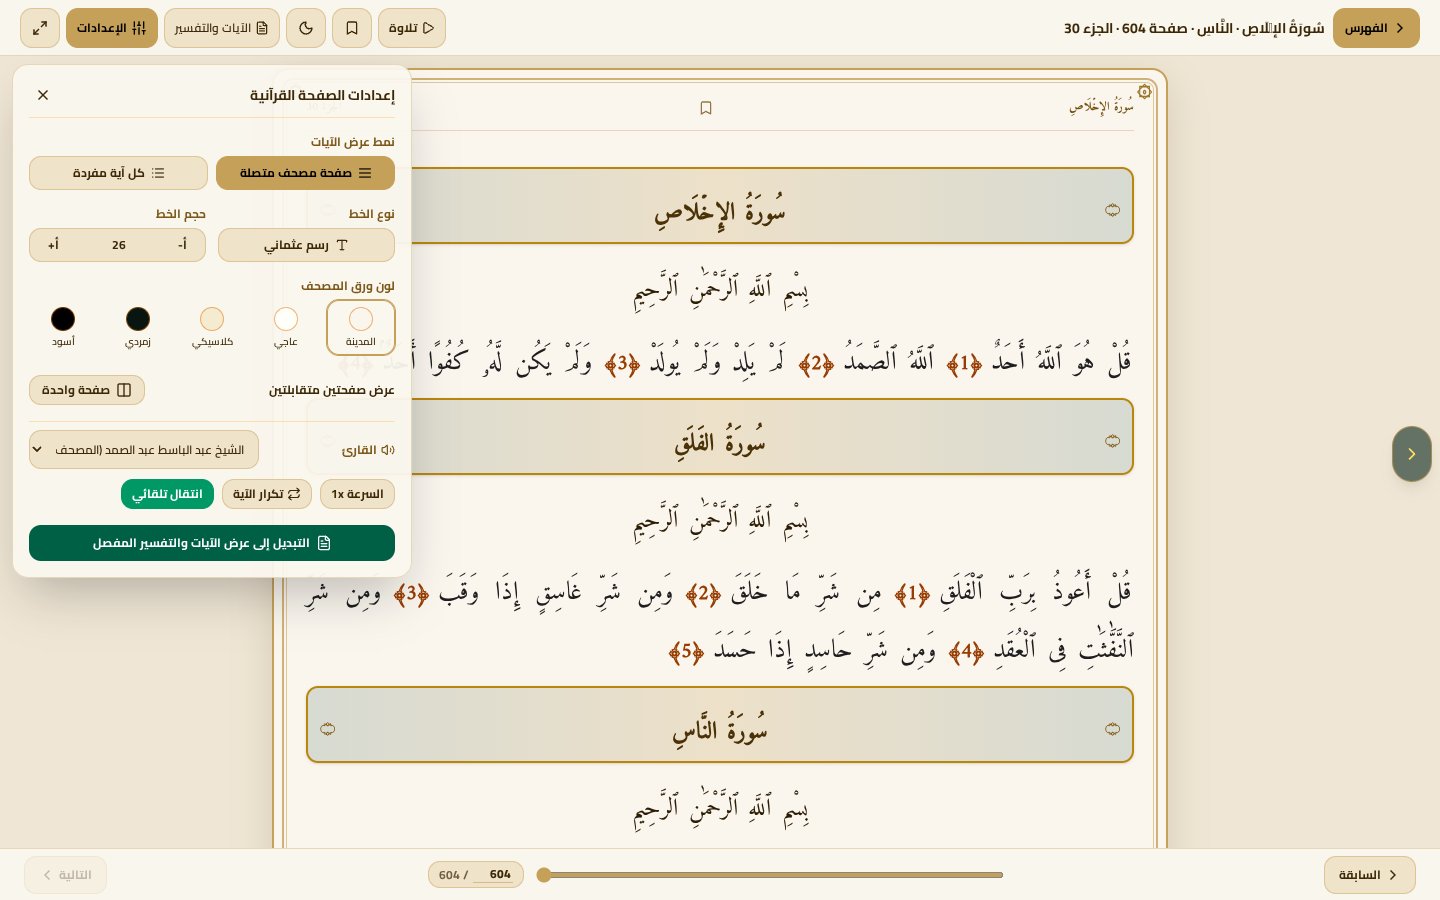 الفهرس
سُورَةُ الإِخۡلَاصِ · النَّاسِ · صفحة 604 · الجزء 30
تلاوة
الآيات والتفسير
الإعدادات
إعدادات الصفحة القرآنية
نمط عرض الآيات
صفحة مصحف متصلة
كل آية مفردة
نوع الخط
حجم الخط
رسم عثماني
أ-
26
أ+
لون ورق المصحف
المدينة
عاجي
كلاسيكي
زمردي
أسود
عرض صفحتين متقابلتين
صفحة واحدة
القارئ
الشيخ عبد الباسط عبد الصمد (المصحف
السرعة 1x
تكرار الآية
انتقال تلقائي
التبديل إلى عرض الآيات والتفسير المفصل
سُورَةُ الإِخۡلَاصِ
سُورَةُ الإِخۡلَاصِ
بِسۡمِ ٱللَّهِ ٱلرَّحۡمَٰنِ ٱلرَّحِيمِ
قُلۡ هُوَ ٱللَّهُ أَحَدٌ ﴿1﴾ ٱللَّهُ ٱلصَّمَدُ ﴿2﴾ لَمۡ يَلِدۡ وَلَمۡ يُولَدۡ ﴿3﴾ وَلَمۡ يَكُن لَّهُۥ كُفُوًا أَحَدٌۢ ﴿4﴾
سُورَةُ الفَلَقِ
بِسۡمِ ٱللَّهِ ٱلرَّحۡمَٰنِ ٱلرَّحِيمِ
قُلۡ أَعُوذُ بِرَبِّ ٱلۡفَلَقِ ﴿1﴾ مِن شَرِّ مَا خَلَقَ ﴿2﴾ وَمِن شَرِّ غَاسِقٍ إِذَا وَقَبَ ﴿3﴾ وَمِن شَرِّ
ٱلنَّفَّٰثَٰتِ فِى ٱلۡعُقَدِ ﴿4﴾ وَمِن شَرِّ حَاسِدٍ إِذَا حَسَدَ ﴿5﴾
سُورَةُ النَّاسِ
بِسۡمِ ٱللَّهِ ٱلرَّحۡمَٰنِ ٱلرَّحِيمِ
السابقة
604 / 604
التالية